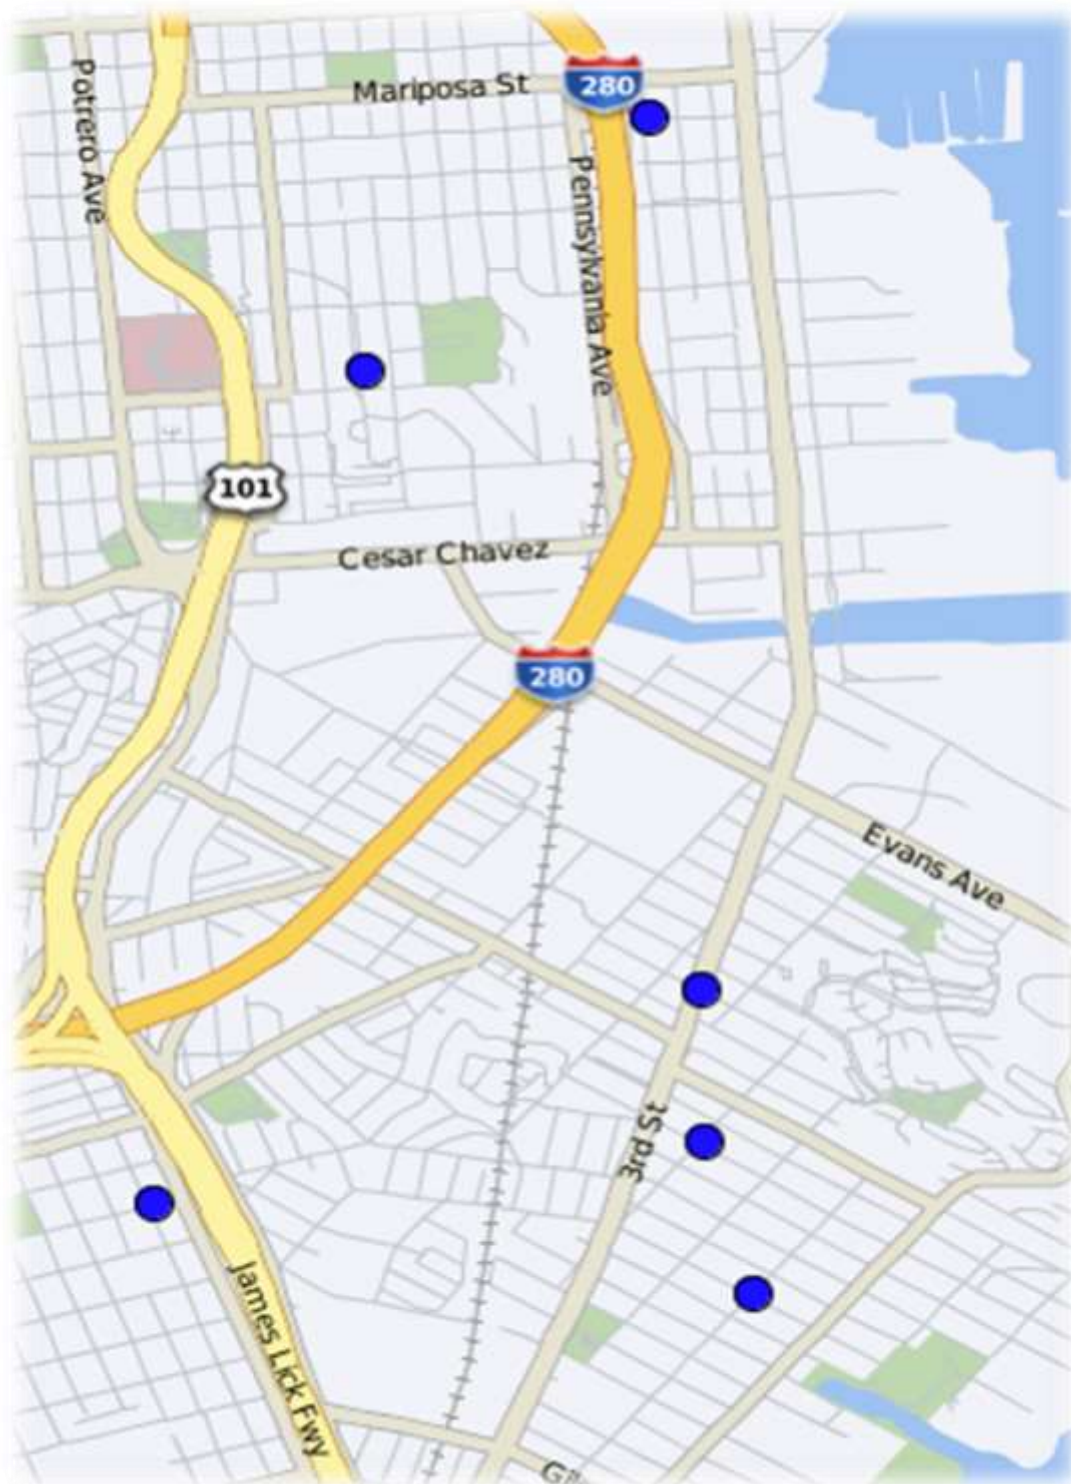 280
Mariposa St
Potrero Ave
Pennsylvania Ave
101
Cesar Chavez
280
Evans Ave
3rd St
James Lick Fwy